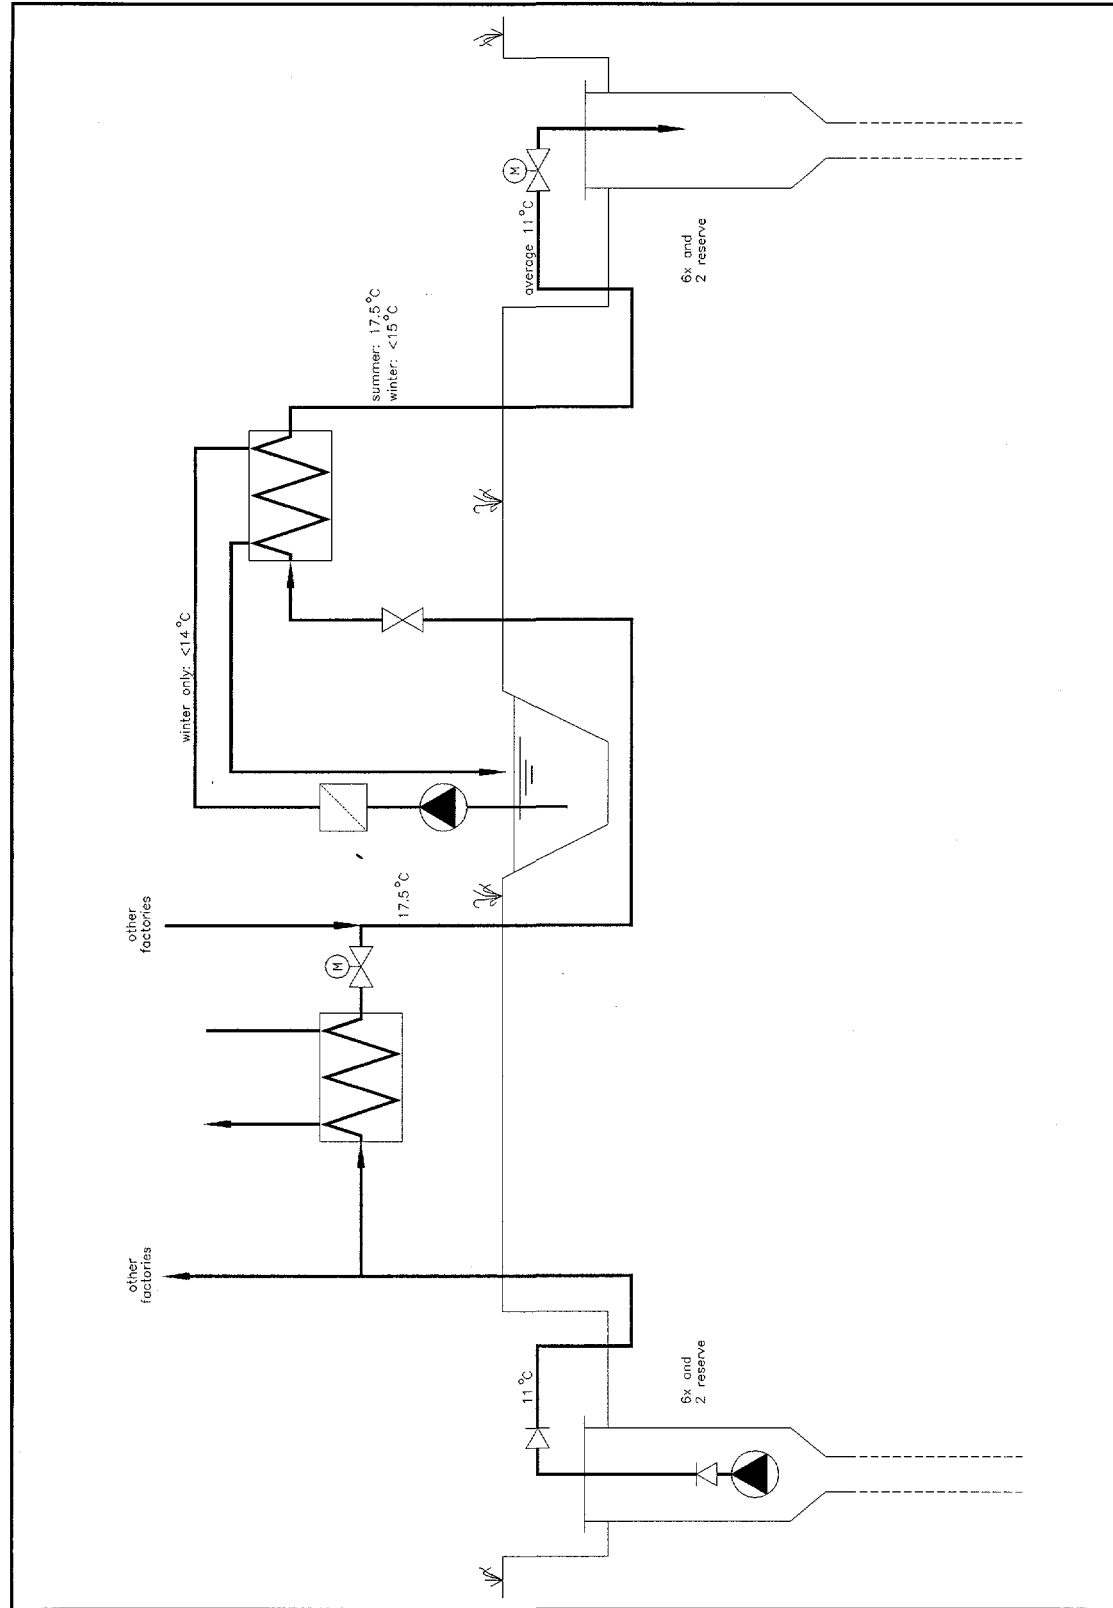 other
factories
11°C
6x and
2 reserve
other
factories
M
17.5°C
winter only: <14°C
summer: 17.5°C
winter: <15°C
average 11°C
M
6x and
2 reserve